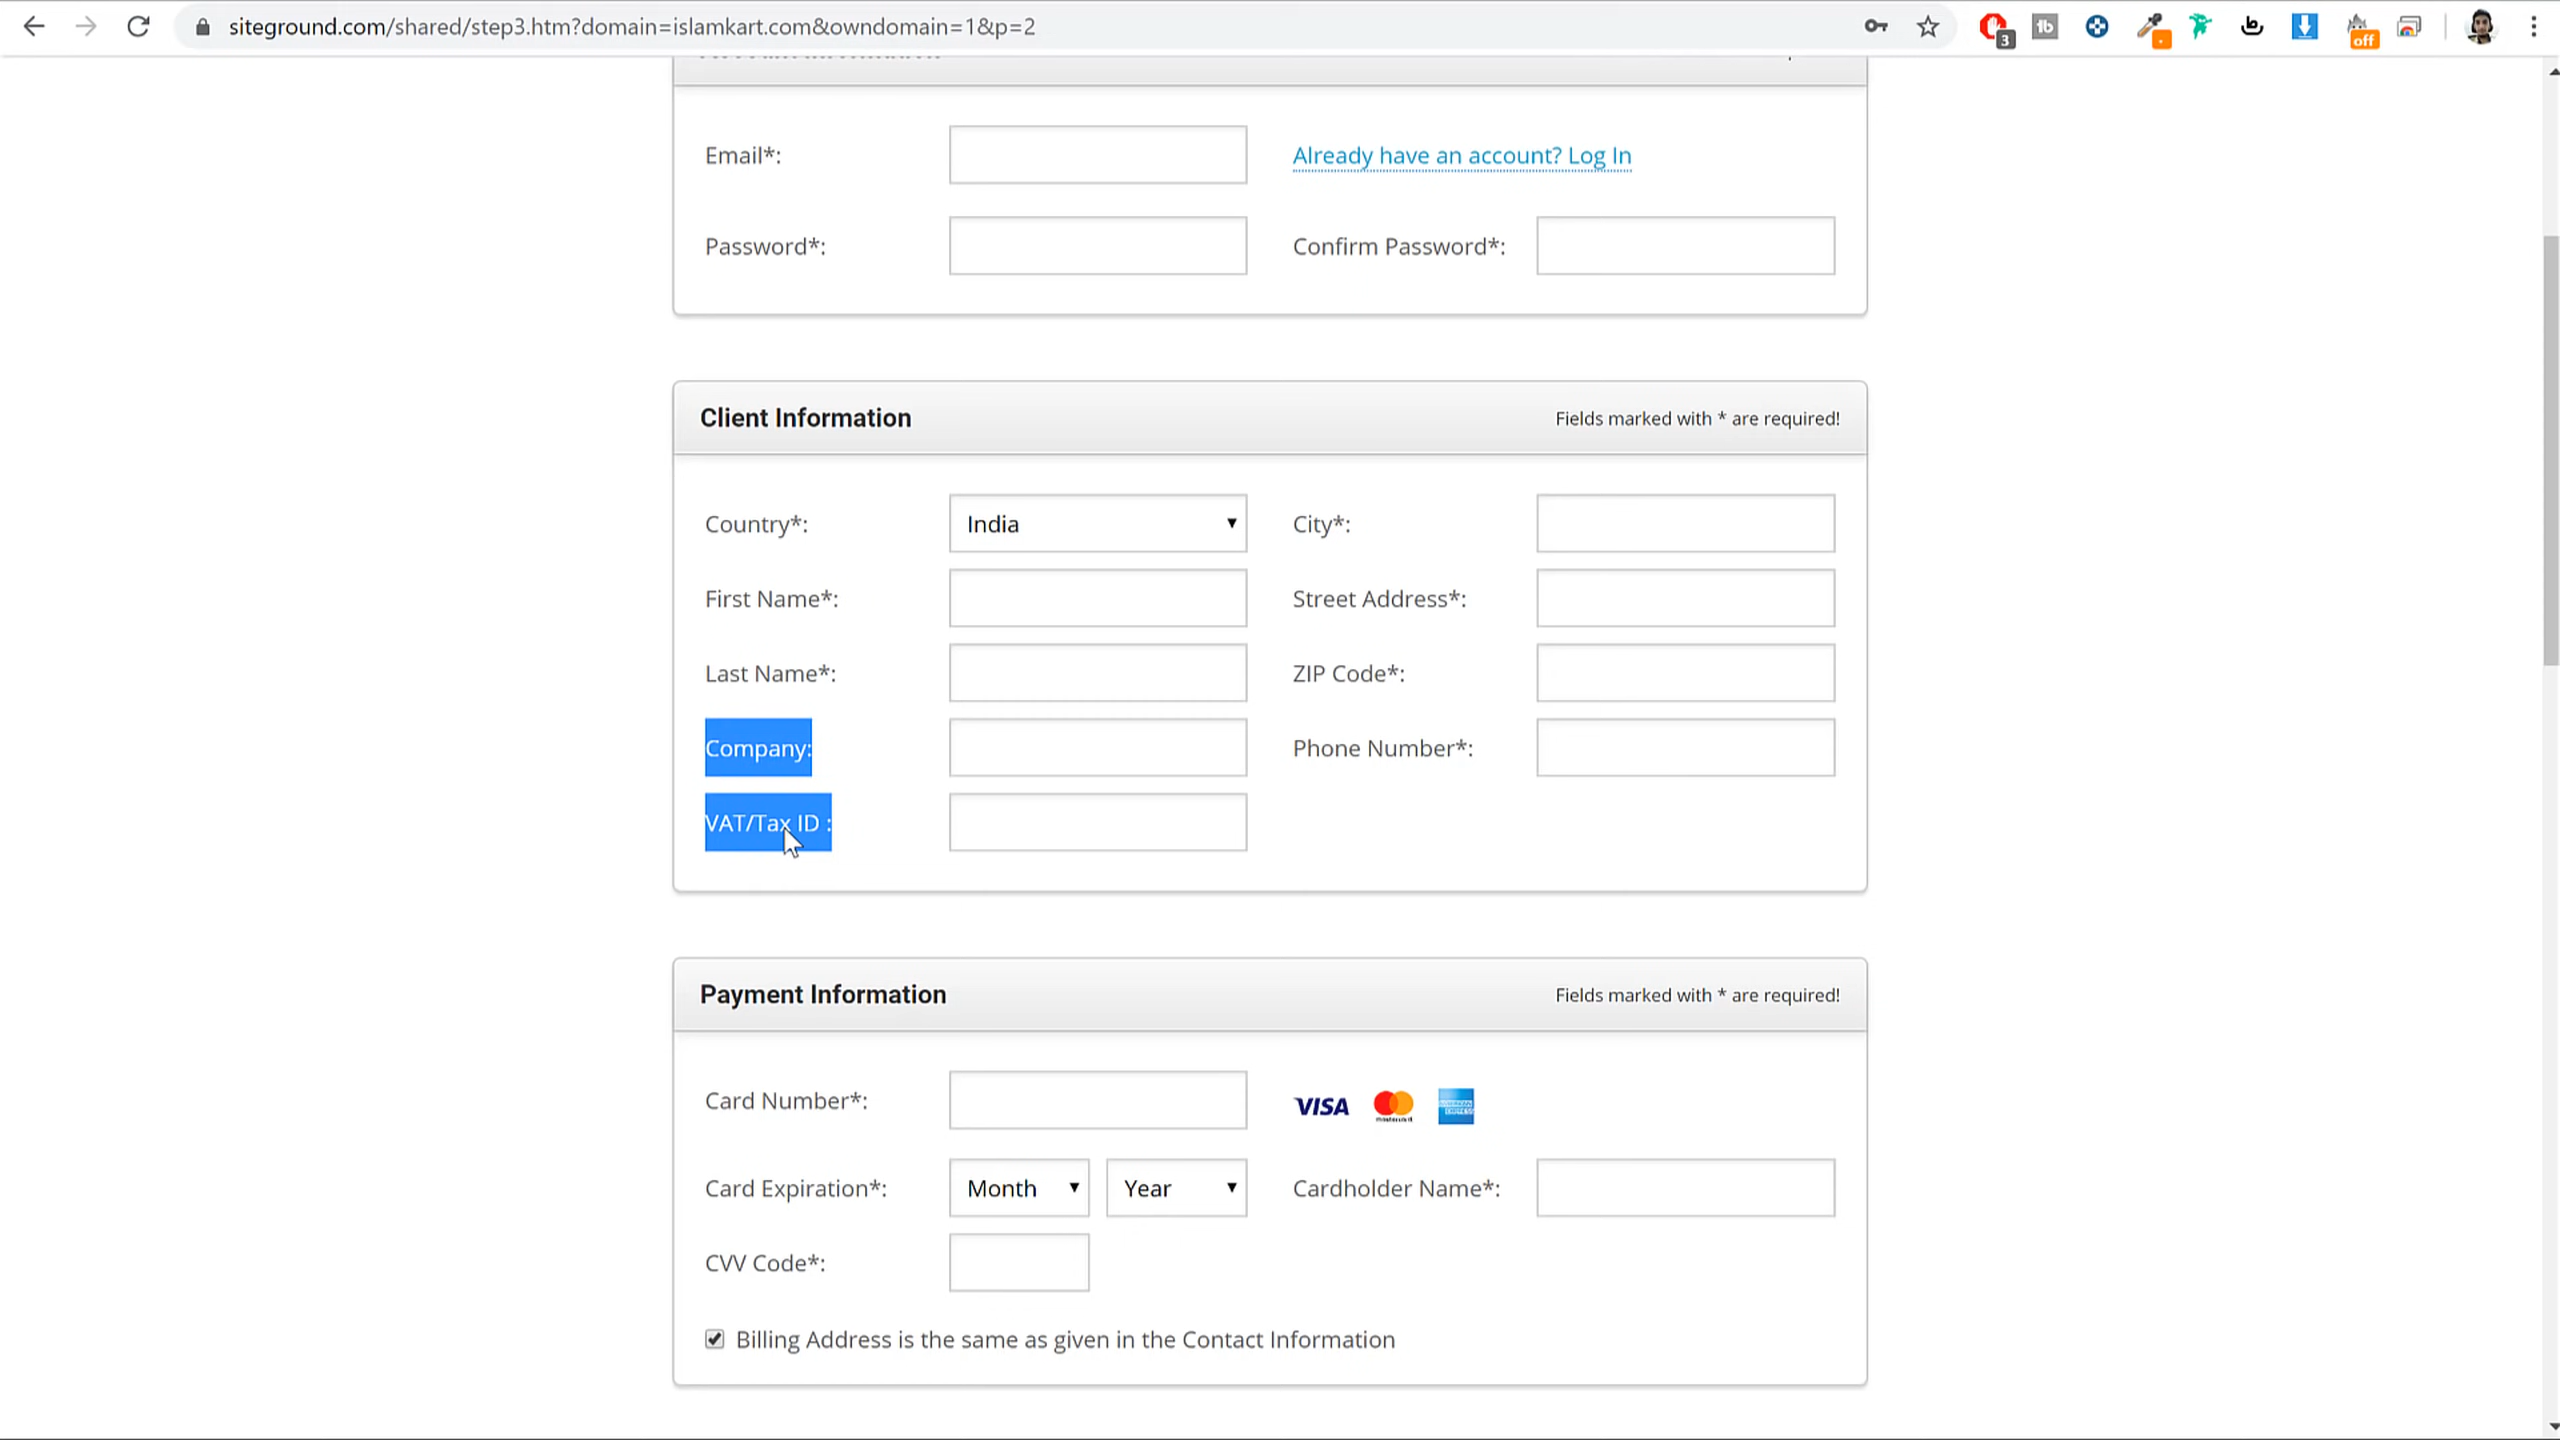 siteground.com/shared/step3.htm?domain=islamkart.com&owndomain=1&p=2
3
off
Email*:
Already have an account? Log In
Password*:
Confirm Password*:
Client Information
Fields marked with * are required!
Country*:
India
City*:
First Name*:
Street Address*:
Last Name*:
ZIP Code*:
Company:
Phone Number*:
VAT/Tax ID :
Payment Information
Fields marked with * are required!
Card Number*:
VISA
mastercard
Card Expiration*:
Month
Year
Cardholder Name*:
CVV Code*:
Billing Address is the same as given in the Contact Information